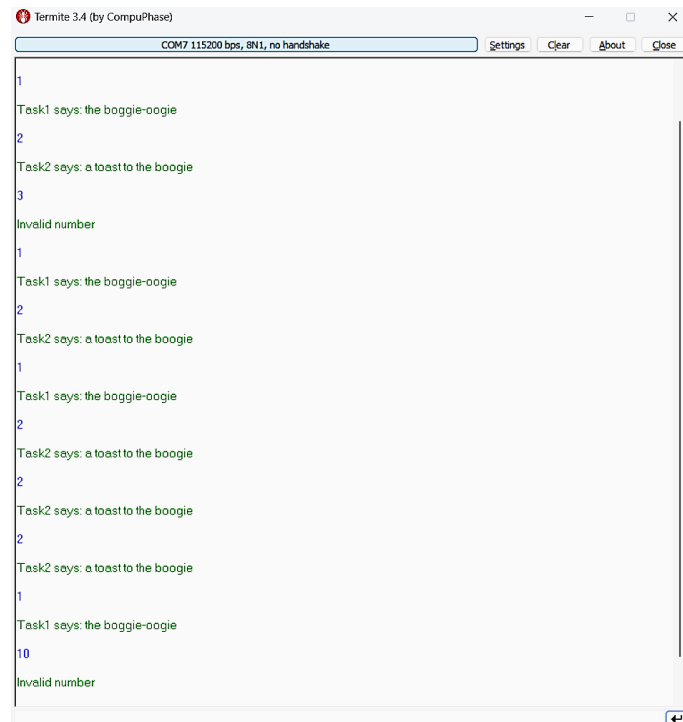 Termite 3.4 (by CompuPhase)
COM7 115200 bps, 8N1, no handshake Settings Clear About Close
1
Task1 says: the boggie-oogie
2
Task2 says: a toast to the boogie
3
Invalid number
1
Task1 says: the boggie-oogie
2
Task2 says: a toast to the boogie
1
Task1 says: the boggie-oogie
2
Task2 says: a toast to the boogie
2
Task2 says: a toast to the boogie
2
Task2 says: a toast to the boogie
1
Task1 says: the boggie-oogie
10
Invalid number